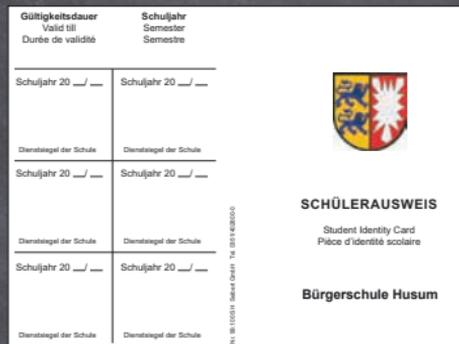 Gültigkeitsdauer
Valid till
Durée de validité
Schuljahr
Semester
Semestre
Schuljahr 20 __/ __
Schuljahr 20 __/ __
Dienstsiegel der Schule
Dienstsiegel der Schule
Schuljahr 20 __/ __
Schuljahr 20 __/ __
Dienstsiegel der Schule
Dienstsiegel der Schule
Schuljahr 20 __/ __
Schuljahr 20 __/ __
Dienstsiegel der Schule
Dienstsiegel der Schule
SCHÜLERAUSWEIS
Student Identity Card
Pièce d'identité scolaire
Bürgerschule Husum